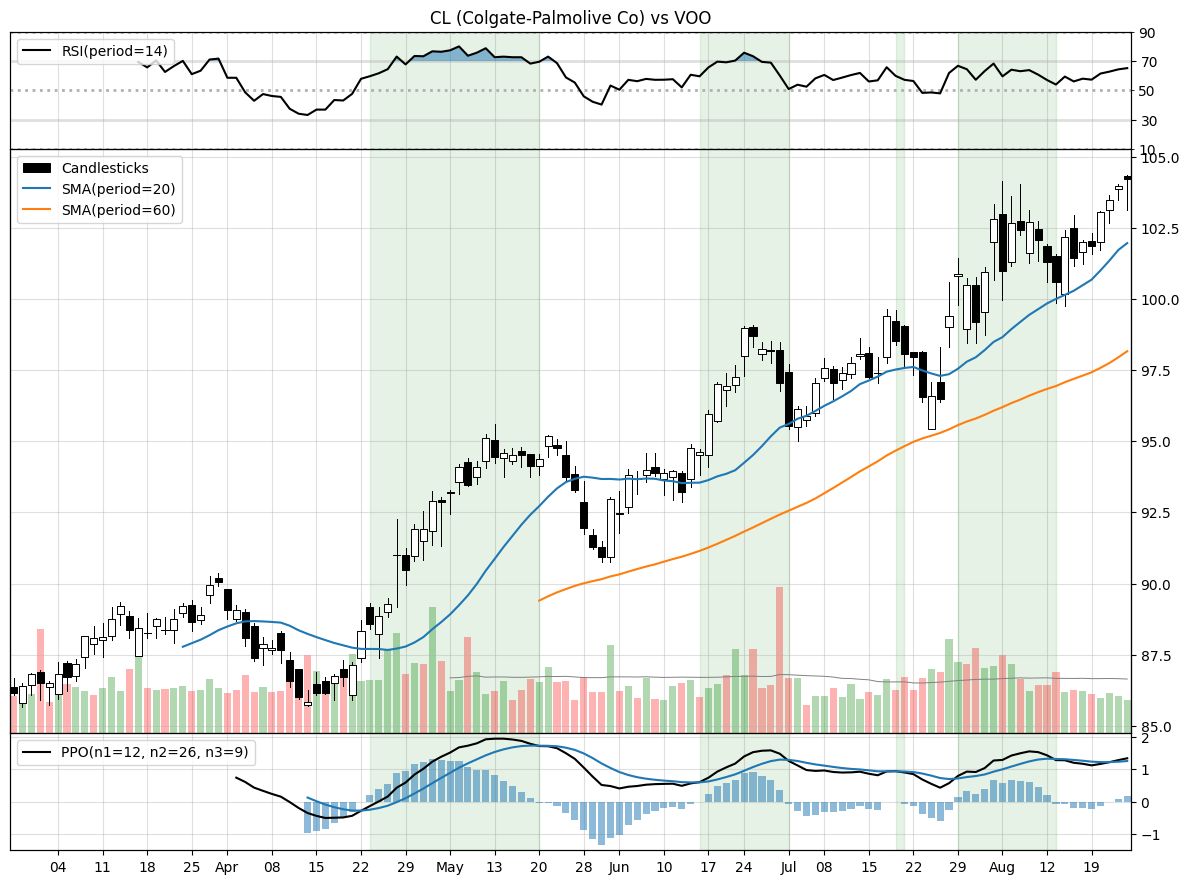 CL (Colgate-Palmolive Co) vs VOO
RSI(period=14)
90
70
50
30
10
Candlesticks
SMA(period=20)
SMA(period=60)
105.0
102.5
100.0
97.5
95.0
92.5
90.0
87.5
85.0
PPO(n1=12, n2=26, n3=9)
2
1
0
−1
04 11 18 25 Apr 08 15 22 29 May 13 20 28 Jun 10 17 24 Jul 08 15 22 29 Aug 12 19